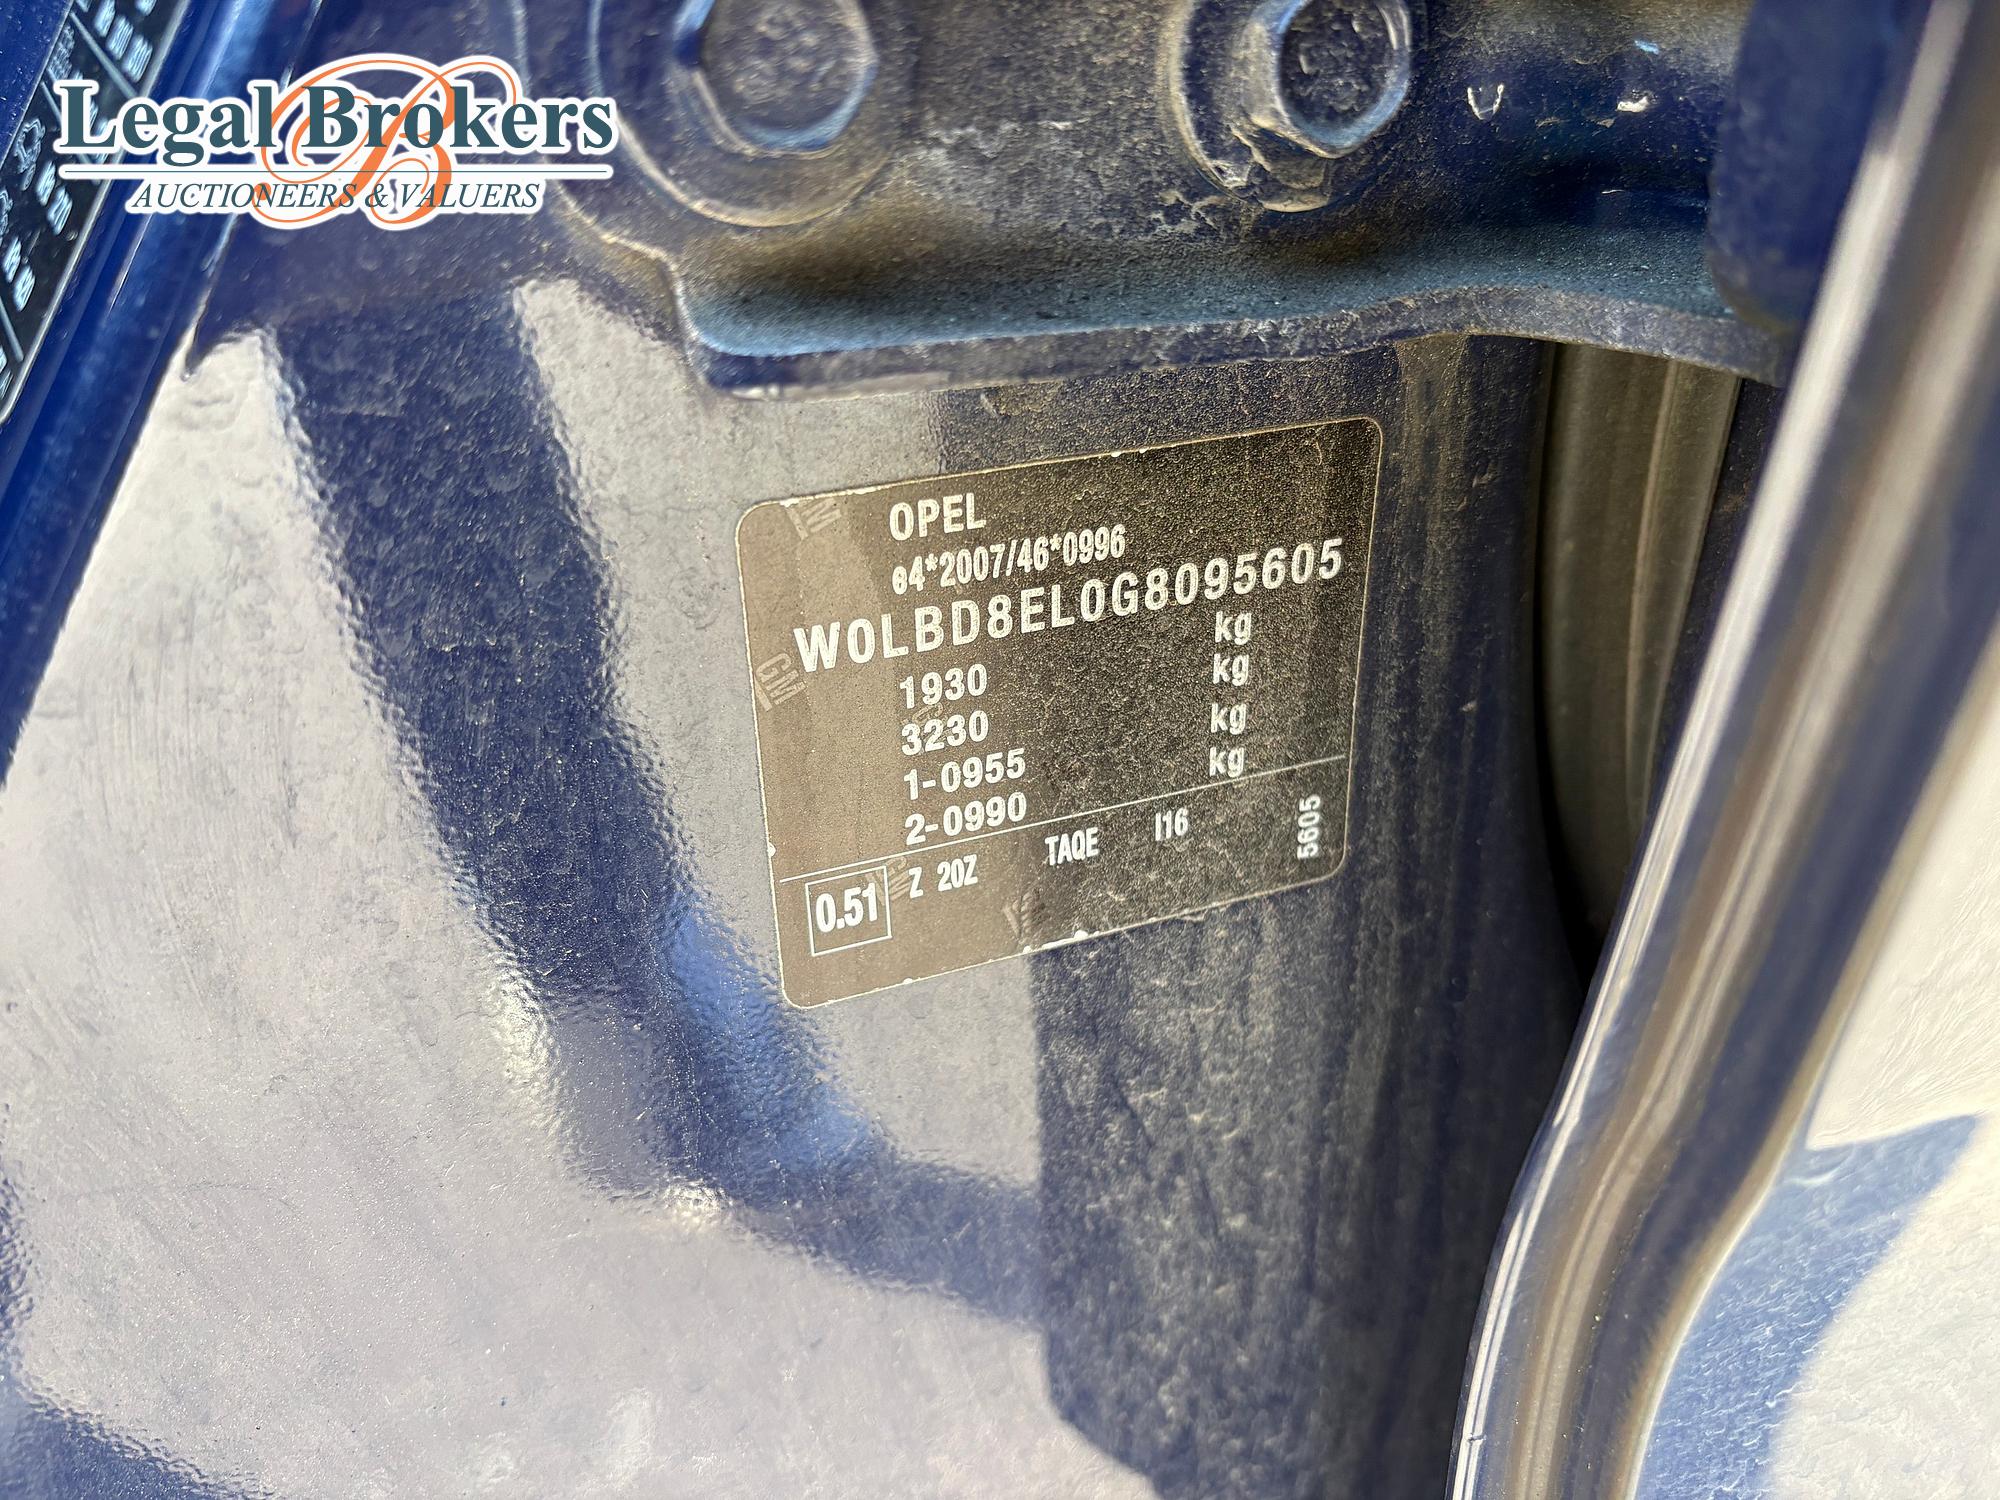 Legal Brokers
AUCTIONEERS & VALUERS
OPEL
e4*2007/46*0996
W0LBD8EL0G8095605
1930 kg
3230 kg
1-0955 kg
2-0990 kg
0.51 Z 20Z TAQE I16 5605
GM